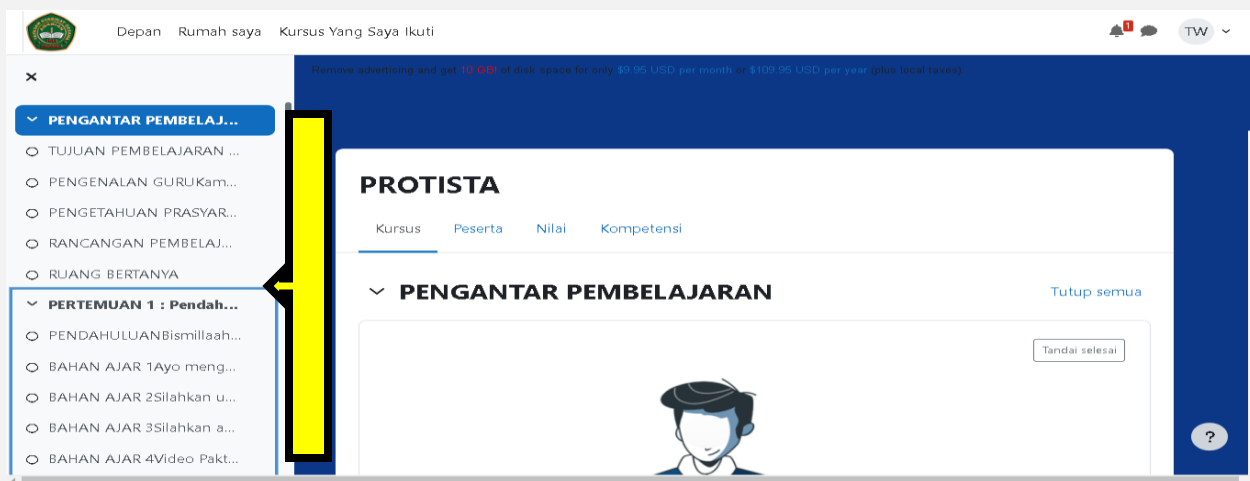 Depan Rumah saya Kursus Yang Saya Ikuti 1 TW
Remove advertising and get 10 GB! of disk space for only $9.95 USD per month or $109.95 USD per year (plus local taxes).
PENGANTAR PEMBELAJ...
TUJUAN PEMBELAJARAN ...
PENGENALAN GURUKam...
PENGETAHUAN PRASYAR...
RANCANGAN PEMBELAJ...
RUANG BERTANYA
PERTEMUAN 1 : Pendah...
PENDAHULUANBismillaah...
BAHAN AJAR 1Ayo meng...
BAHAN AJAR 2Silahkan u...
BAHAN AJAR 3Silahkan a...
BAHAN AJAR 4Video Pakt...
PROTISTA
Kursus Peserta Nilai Kompetensi
PENGANTAR PEMBELAJARAN Tutup semua
Tandai selesai
?